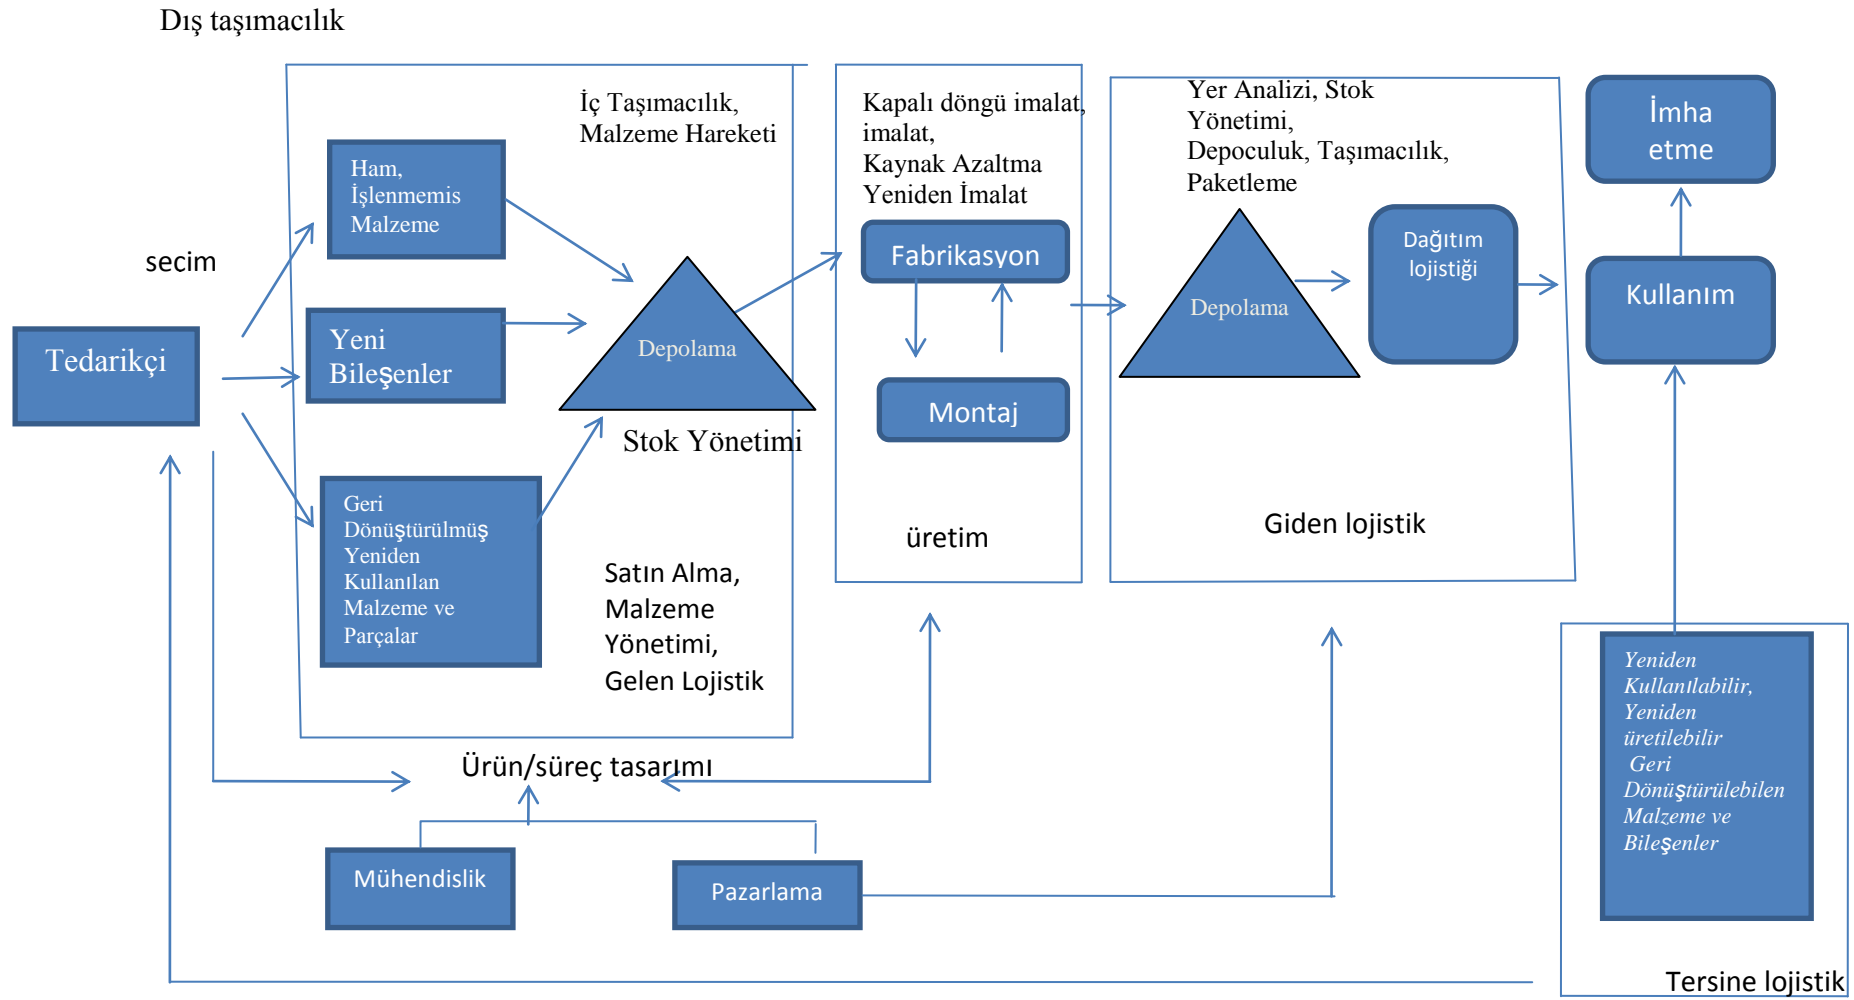 Dış taşımacılık
İç Taşımacılık,
Malzeme Hareketi
Kapalı döngü imalat,
imalat,
Kaynak Azaltma
Yeniden İmalat
Yer Analizi, Stok
Yönetimi,
Depoculuk, Taşımacılık,
Paketleme
İmha
etme
Ham,
İşlenmemis
Malzeme
secim
Fabrikasyon
Dağıtım
lojistiği
Kullanım
Tedarikçi
Yeni
Bileşenler
Depolama
Depolama
Montaj
Stok Yönetimi
Geri
Dönüştürülmüş
Yeniden
Kullanılan
Malzeme ve
Parçalar
Satın Alma,
Malzeme
Yönetimi,
Gelen Lojistik
üretim
Giden lojistik
Yeniden
Kullanılabilir,
Yeniden
üretilebilir
Geri
Dönüştürülebilen
Malzeme ve
Bileşenler
Ürün/süreç tasarımı
Mühendislik
Pazarlama
Tersine lojistik